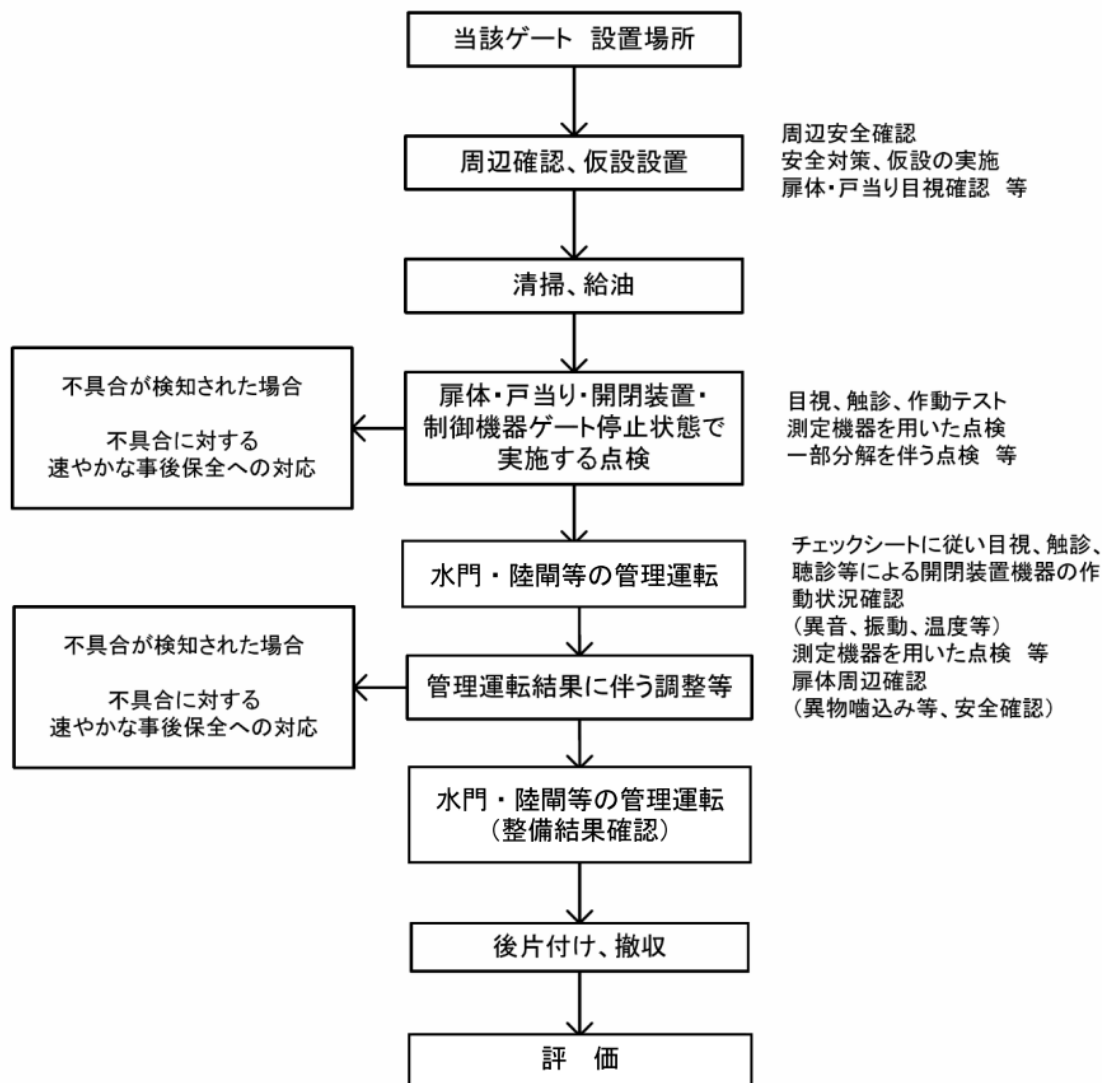 当該ゲート　設置場所
周辺確認、仮設設置
周辺安全確認
安全対策、仮設の実施
扉体・戸当り目視確認　等
清掃、給油
不具合が検知された場合
不具合に対する
速やかな事後保全への対応
扉体・戸当り・開閉装置・
制御機器ゲート停止状態で
実施する点検
目視、触診、作動テスト
測定機器を用いた点検
一部分解を伴う点検　等
水門・陸閘等の管理運転
チェックシートに従い目視、触診、
聴診等による開閉装置機器の作
動状況確認
(異音、振動、温度等)
測定機器を用いた点検　等
扉体周辺確認
(異物噛込み等、安全確認)
不具合が検知された場合
不具合に対する
速やかな事後保全への対応
管理運転結果に伴う調整等
水門・陸閘等の管理運転
(整備結果確認)
後片付け、撤収
評　価